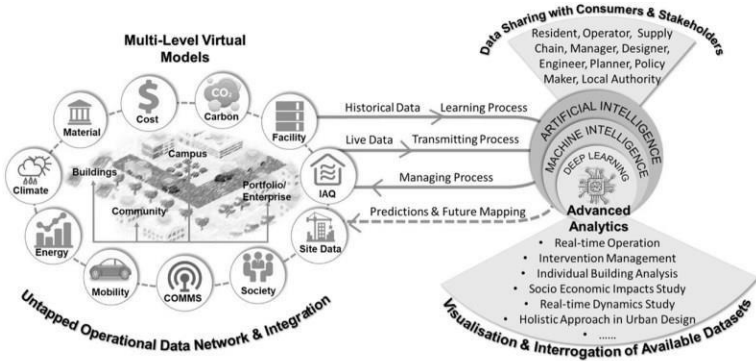 Multi-Level Virtual
Models
Material
Cost
CO₂
Carbon
Facility
Climate
Buildings
Campus
Portfolio/
Enterprise
IAQ
Community
Energy
Site Data
Mobility
COMMS
Society
Untapped Operational Data Network & Integration
Historical Data
Learning Process
Live Data
Transmitting Process
Managing Process
Predictions & Future Mapping
Data Sharing with Consumers & Stakeholders
Resident, Operator, Supply
Chain, Manager, Designer,
Engineer, Planner, Policy
Maker, Local Authority
ARTIFICIAL INTELLIGENCE
MACHINE INTELLIGENCE
DEEP LEARNING
Advanced
Analytics
• Real-time Operation
• Intervention Management
• Individual Building Analysis
• Socio Economic Impacts Study
• Real-time Dynamics Study
• Holistic Approach in Urban Design
• ......
Visualisation & Interrogation of Available Datasets